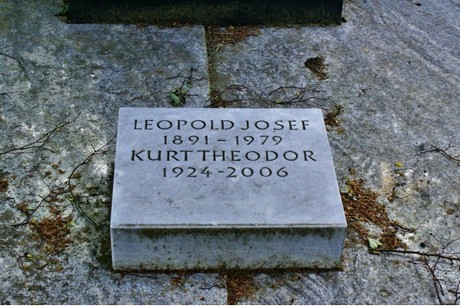 LEOPOLD JOSEF
1891 - 1979
KURT THEODOR
1924 - 2006